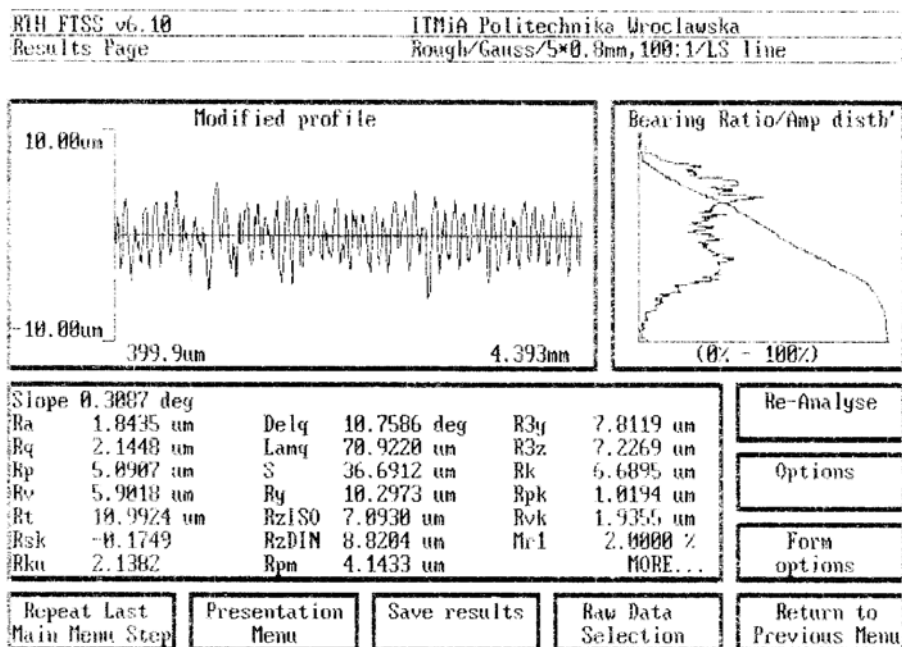 RTH FTSS v6.10
ITMiA Politechnika Wroclawska
Results Page
Rough/Gauss/5*0.8mm,100:1/LS line
Modified profile
10.00um
-10.00um
399.9um 4.393mm
Bearing Ratio/Amp distb'
(0% - 100%)
Slope 0.3087 deg
Ra 1.8435 um Delq 10.7586 deg R3y 7.8119 um
Rq 2.1448 um Lamq 70.9220 um R3z 7.2269 um
Rp 5.0907 um S 36.6912 um Rk 6.6895 um
Rv 5.9018 um Ry 10.2973 um Rpk 1.0194 um
Rt 10.9924 um RzISO 7.0930 um Rvk 1.9355 um
Rsk -0.1749 RzDIN 8.8204 um Mr1 2.0000 %
Rku 2.1382 Rpm 4.1433 um MORE...
Re-Analyse
Options
Form
options
Repeat Last
Main Menu Step
Presentation
Menu
Save results
Raw Data
Selection
Return to
Previous Menu